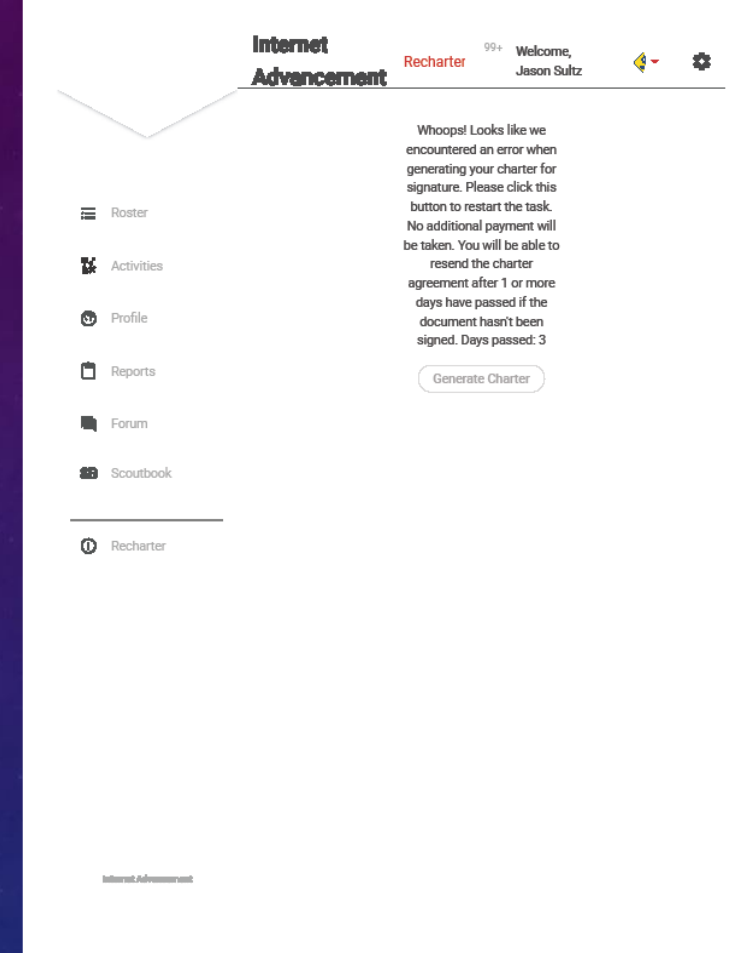 Internet
Advancement
Recharter
99+
Welcome,
Jason Sultz
Whoops! Looks like we
encountered an error when
generating your charter for
signature. Please click this
button to restart the task.
No additional payment will
be taken. You will be able to
resend the charter
agreement after 1 or more
days have passed if the
document hasn't been
signed. Days passed: 3
Generate Charter
Roster
Activities
Profile
Reports
Forum
Scoutbook
Recharter
Internet Advancement